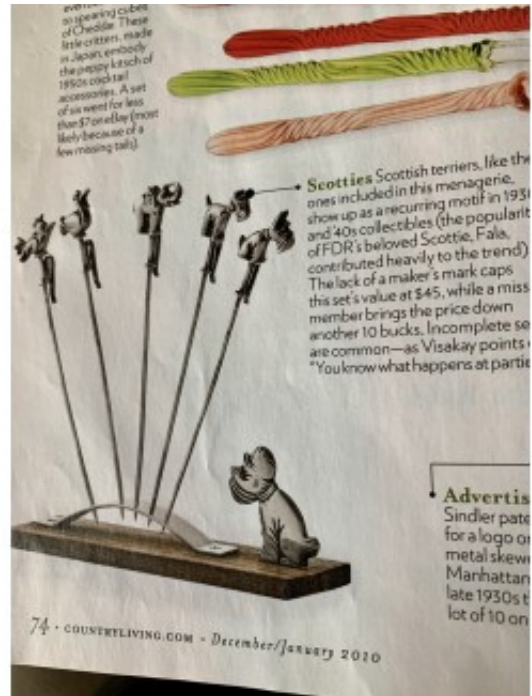 to spearing cubes
of Cheddar. These
little critters, made
in Japan, embody
the peppy kitsch of
1950s cocktail
accessories. A set
of six went for less
than $7 on eBay (most
likely because of a
few missing tails).
Scotties Scottish terriers, like the
ones included in this menagerie,
show up as a recurring motif in 193
and '40s collectibles (the popularit
of FDR's beloved Scottie, Fala,
contributed heavily to the trend)
The lack of a maker's mark caps
this set's value at $45, while a miss
member brings the price down
another 10 bucks. Incomplete se
are common—as Visakay points
"You know what happens at partie
Advertis
Sindler pate
for a logo or
metal skew
Manhattan
late 1930s t
lot of 10 on
74 • COUNTRYLIVING.COM • December/January 2010